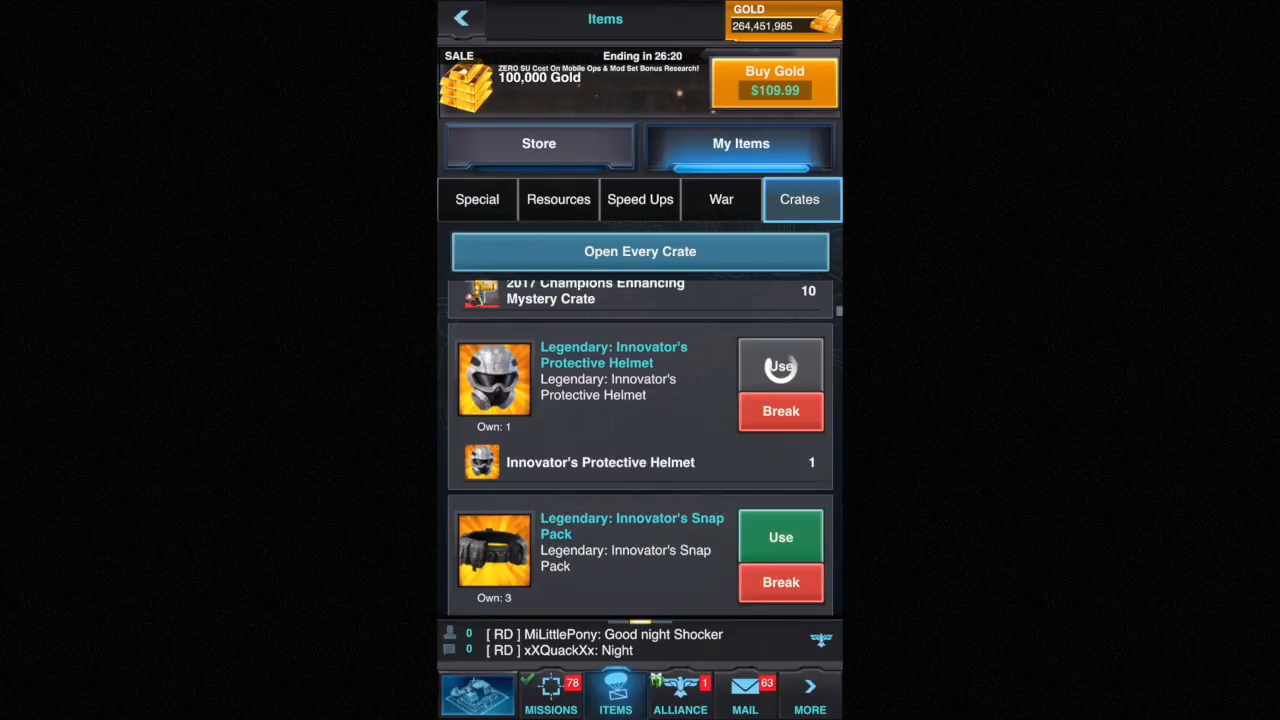 Items
GOLD
264,451,985
SALE
Ending in 26:20
ZERO SU Cost On Mobile Ops & Mod Set Bonus Research!
100,000 Gold
Buy Gold
$109.99
Store
My Items
Special
Resources
Speed Ups
War
Crates
Open Every Crate
2017 Champions Enhancing
Mystery Crate
10
Legendary: Innovator's
Protective Helmet
Legendary: Innovator's
Protective Helmet
Use
Break
Own: 1
Innovator's Protective Helmet
1
Legendary: Innovator's Snap
Pack
Legendary: Innovator's Snap
Pack
Use
Break
Own: 3
0
[ RD ] MiLittlePony: Good night Shocker
0
[ RD ] xXQuackXx: Night
78
1
63
MISSIONS
ITEMS
ALLIANCE
MAIL
MORE